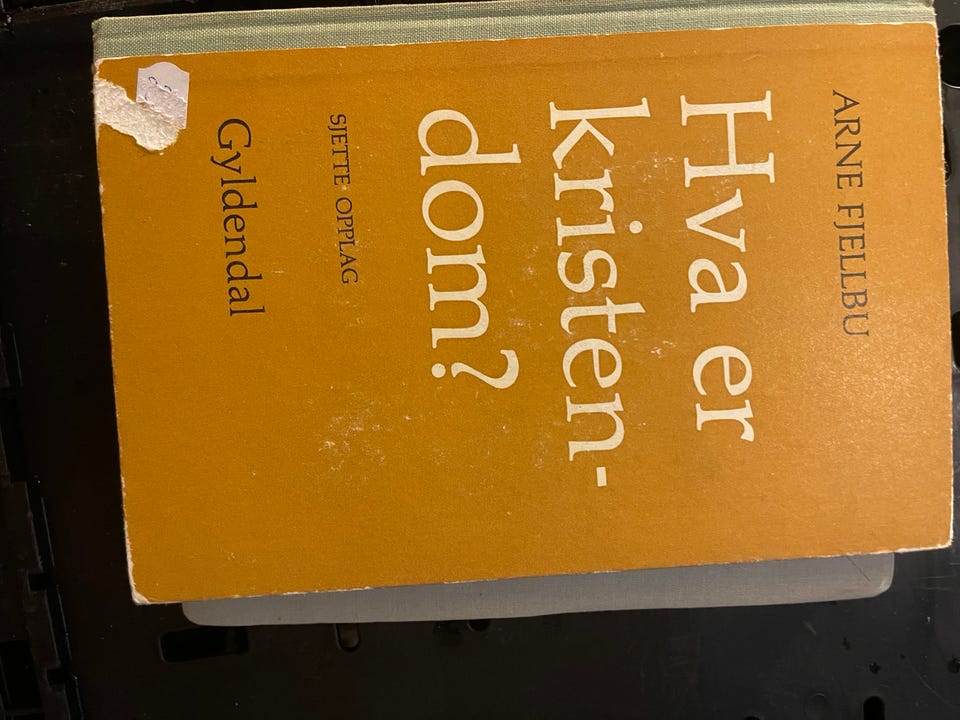 ARNE FJELLBU
Hva er
kristen-
dom?
SJETTE OPPLAG
Gyldendal